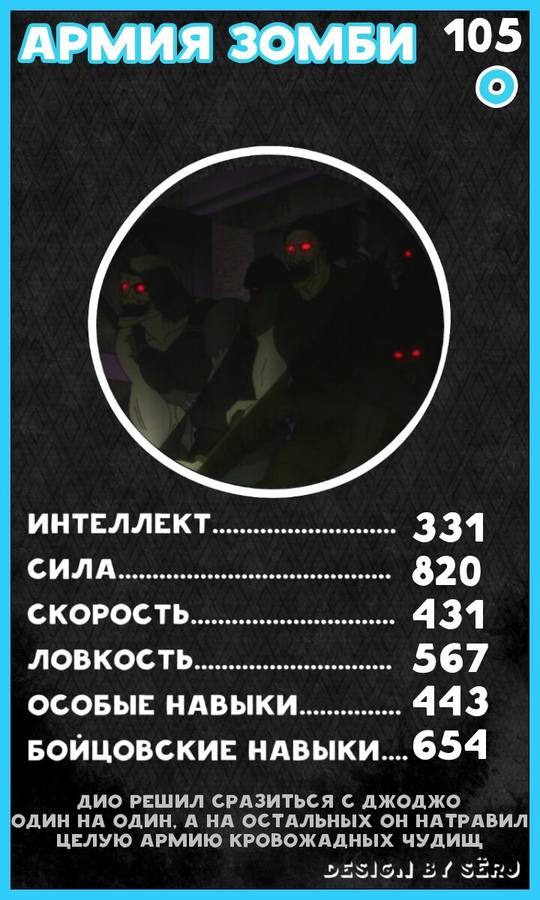 АРМИЯ ЗОМБИ 105
ИНТЕЛЛЕКТ........................... 331
СИЛА........................................ 820
СКОРОСТЬ.............................. 431
ЛОВКОСТЬ............................. 567
ОСОБЫЕ НАВЫКИ............... 443
БОЙЦОВСКИЕ НАВЫКИ.... 654
ДИО РЕШИЛ СРАЗИТЬСЯ С ДЖОДЖО
ОДИН НА ОДИН, А НА ОСТАЛЬНЫХ ОН НАТРАВИЛ
ЦЕЛУЮ АРМИЮ КРОВОЖАДНЫХ ЧУДИЩ
DESIGN BY SЁRJ